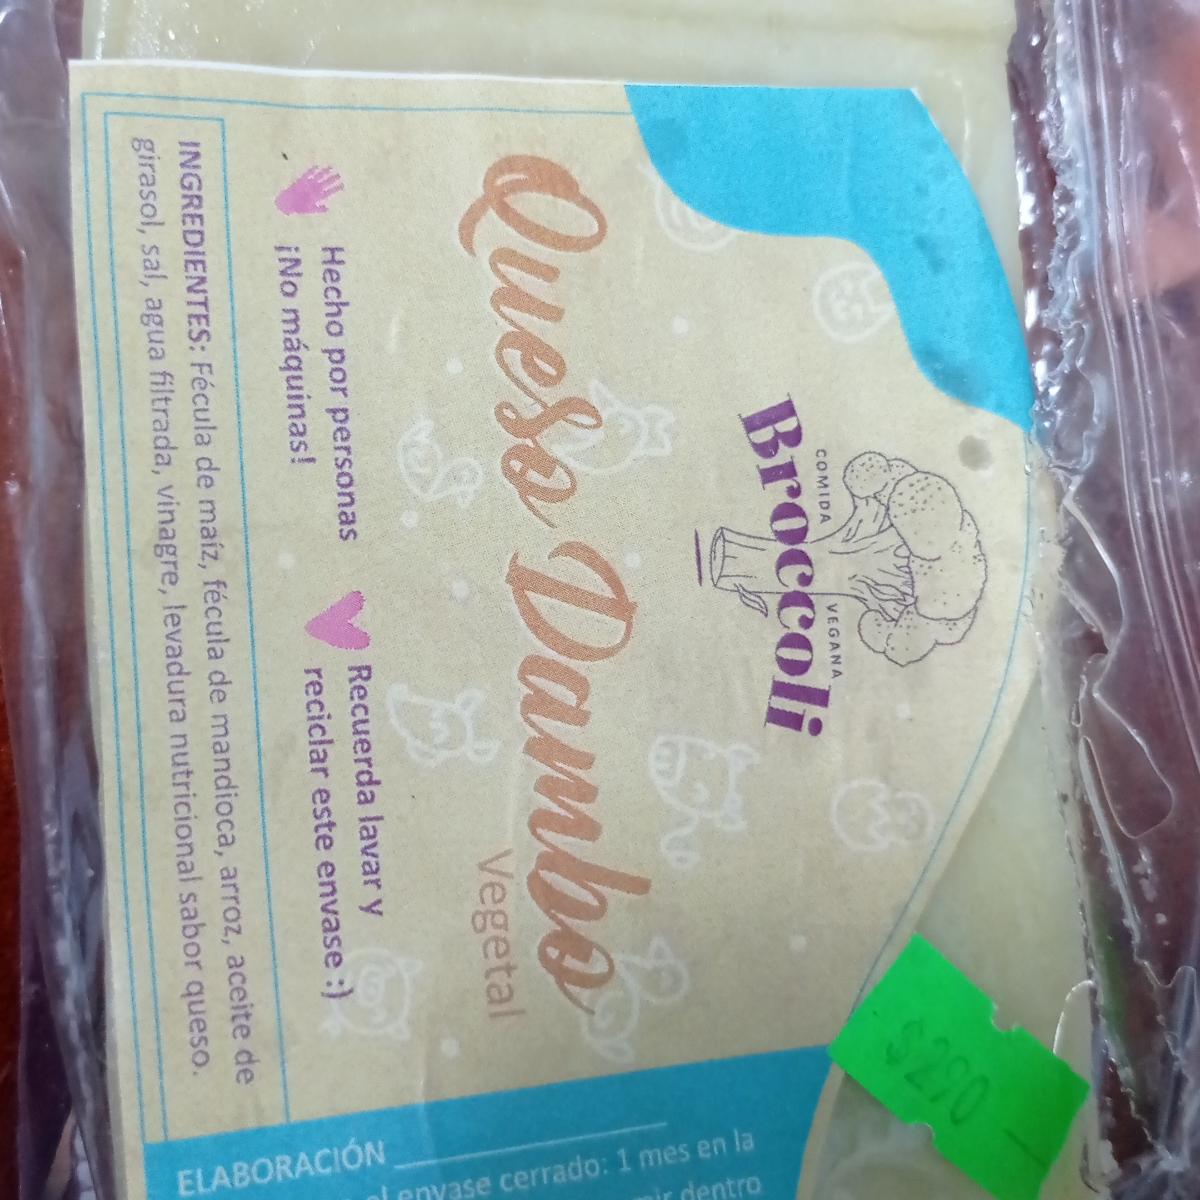 COMIDA VEGANA
Broccoli
Queso Dambo
Vegetal
Hecho por personas
¡No máquinas!
Recuerda lavar y
reciclar este envase :)
INGREDIENTES: Fécula de maíz, fécula de mandioca, arroz, aceite de
girasol, sal, agua filtrada, vinagre, levadura nutricional sabor queso.
ELABORACIÓN
el envase cerrado: 1 mes en la
dentro
$290